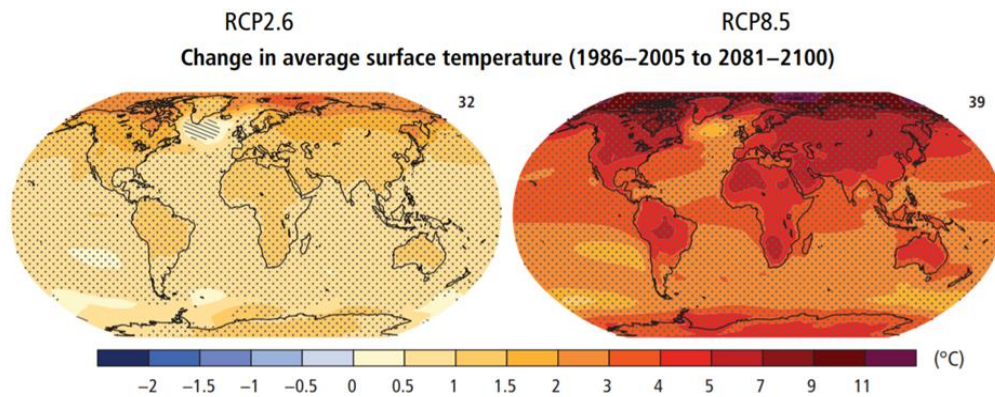 RCP2.6 RCP8.5
Change in average surface temperature (1986−2005 to 2081−2100)
32 39
(°C)
−2 −1.5 −1 −0.5 0 0.5 1 1.5 2 3 4 5 7 9 11